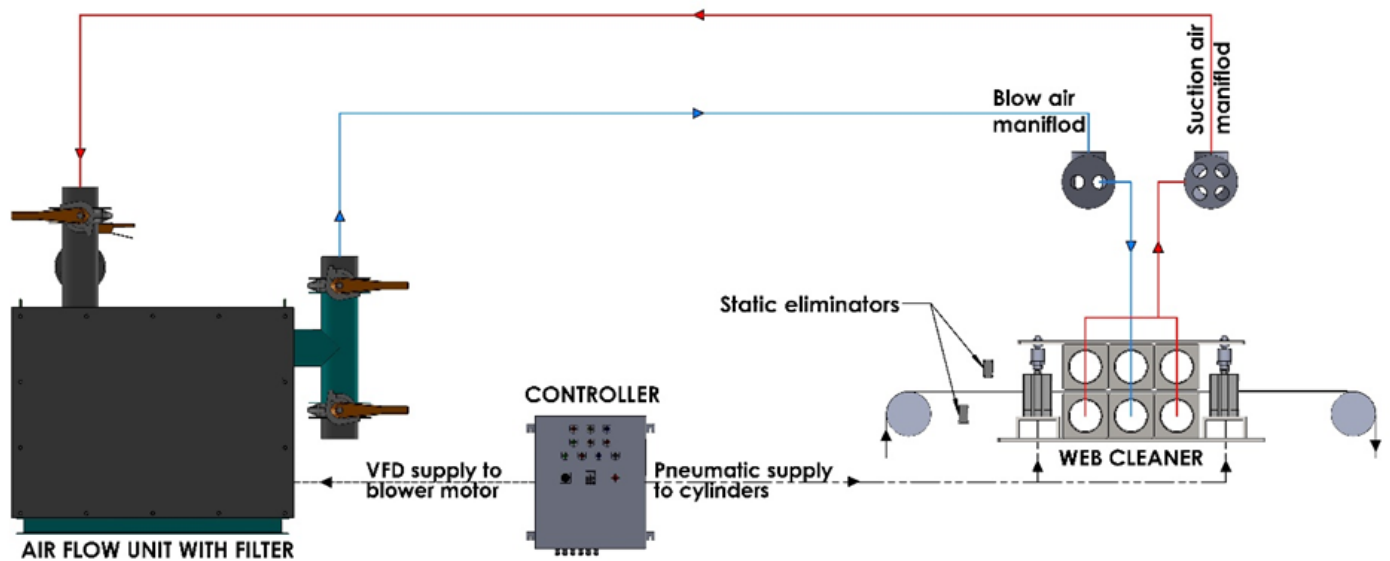 Blow air
maniflod
Suction air
maniflod
Static eliminators
CONTROLLER
VFD supply to
blower motor
Pneumatic supply
to cylinders
WEB CLEANER
AIR FLOW UNIT WITH FILTER